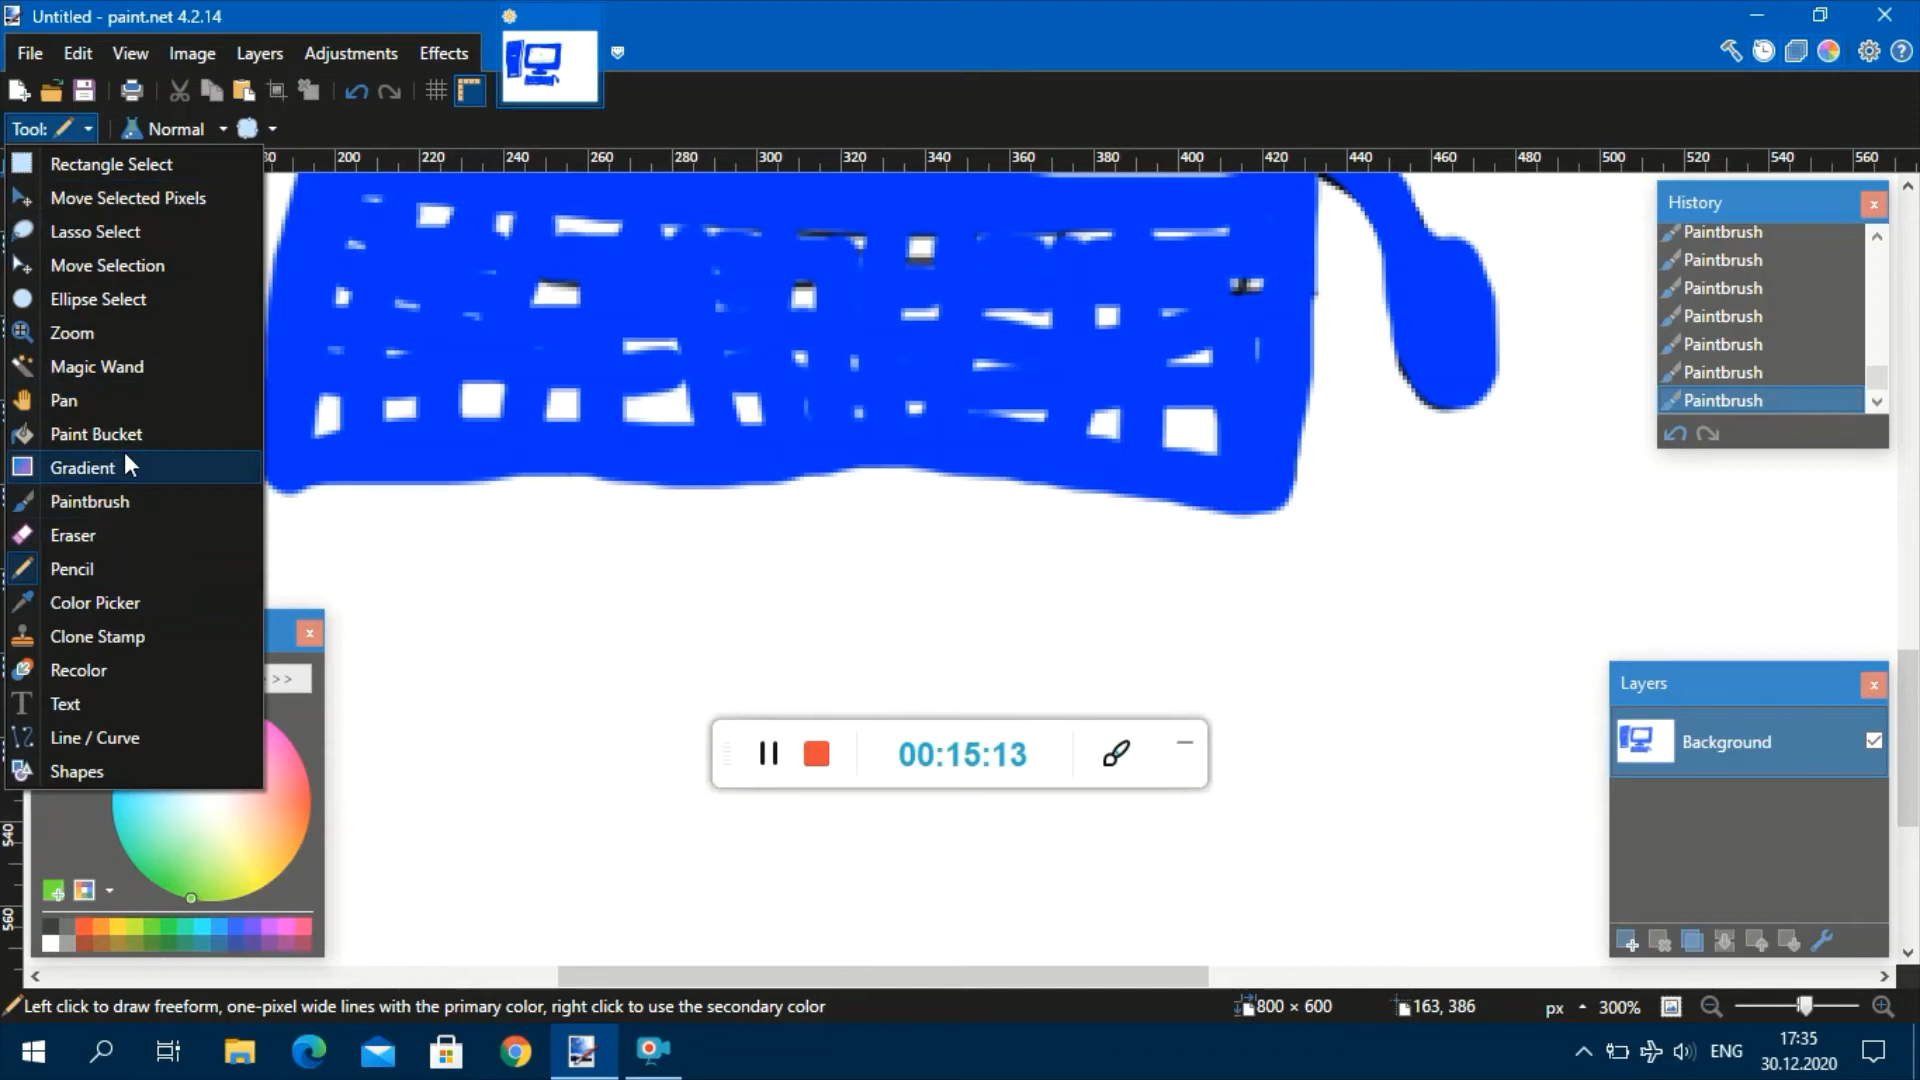 Untitled - paint.net 4.2.14
File Edit View Image Layers Adjustments Effects
Tool: Normal
Rectangle Select
Move Selected Pixels
Lasso Select
Move Selection
Ellipse Select
Zoom
Magic Wand
Pan
Paint Bucket
Gradient
Paintbrush
Eraser
Pencil
Color Picker
Clone Stamp
Recolor
Text
Line / Curve
Shapes
80 200 220 240 260 280 300 320 340 360 380 400 420 440 460 480 500 520 540 560
History
Paintbrush
Paintbrush
Paintbrush
Paintbrush
Paintbrush
Paintbrush
Paintbrush
>>
540
560
00:15:13
Layers
Background
Left click to draw freeform, one-pixel wide lines with the primary color, right click to use the secondary color
800 × 600
163, 386
px
300%
ENG
17:35
30.12.2020